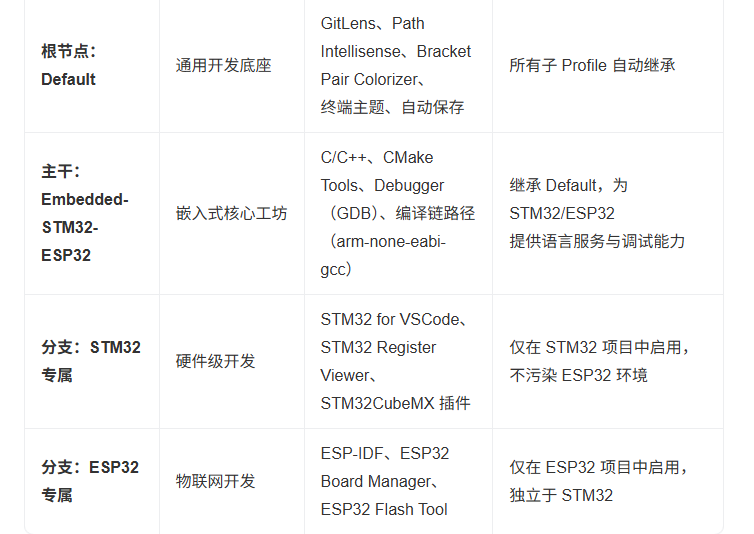 根节点：
Default
通用开发底座
GitLens、Path
Intellisense、Bracket
Pair Colorizer、
终端主题、自动保存
所有子 Profile 自动继承
主干：
Embedded-
STM32-
ESP32
嵌入式核心工坊
C/C++、CMake
Tools、Debugger
（GDB）、编译链路径
（arm-none-eabi-
gcc）
继承 Default，为
STM32/ESP32
提供语言服务与调试能力
分支：STM32
专属
硬件级开发
STM32 for VSCode、
STM32 Register
Viewer、
STM32CubeMX 插件
仅在 STM32 项目中启用，
不污染 ESP32 环境
分支：ESP32
专属
物联网开发
ESP-IDF、ESP32
Board Manager、
ESP32 Flash Tool
仅在 ESP32 项目中启用，
独立于 STM32